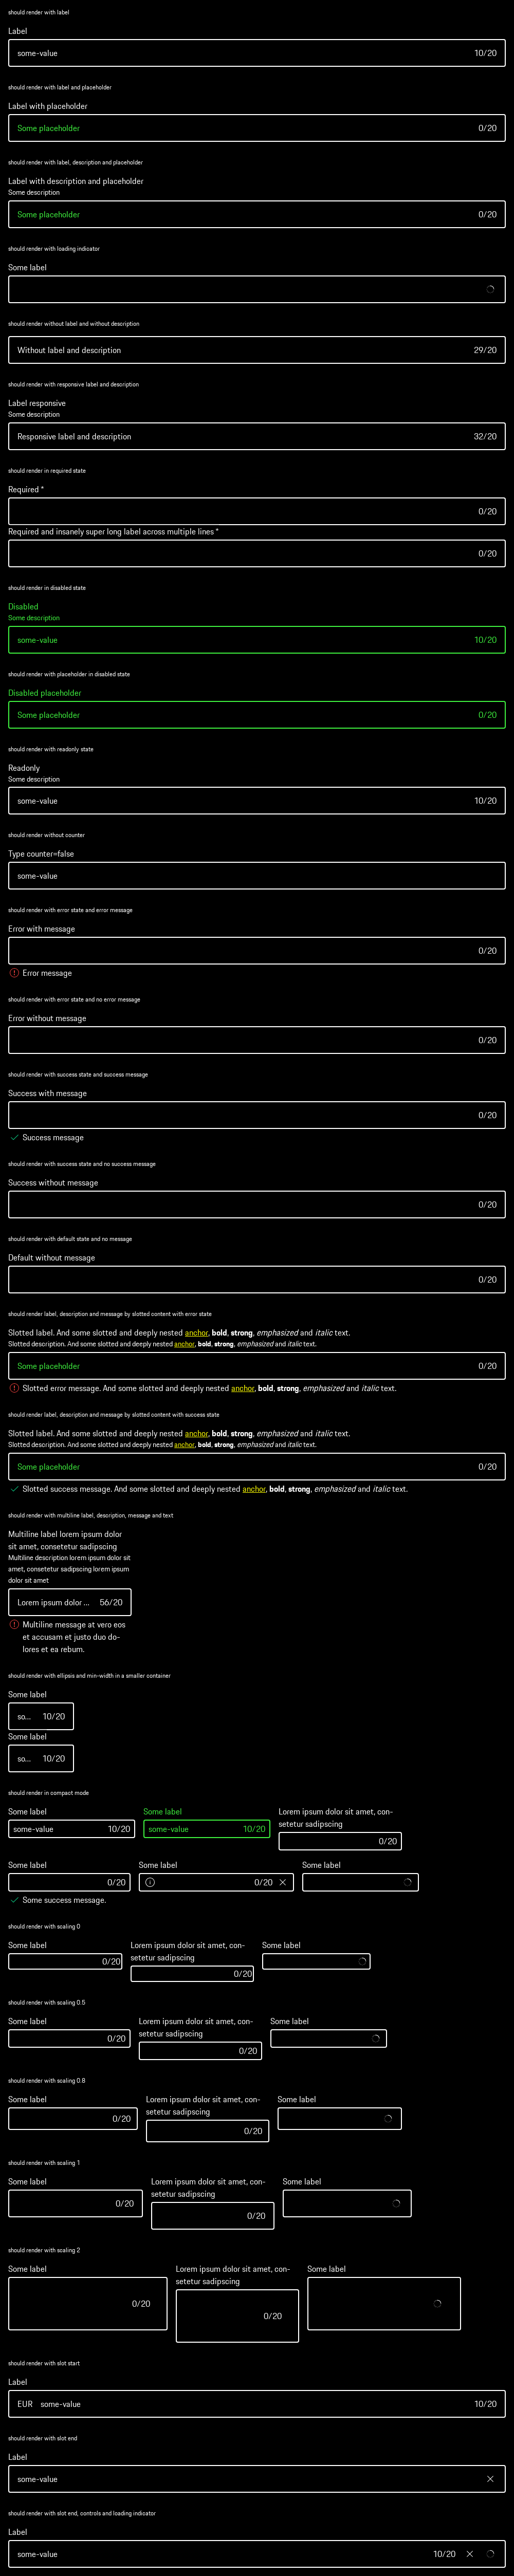 should render with label
Label
some-value 10/20
should render with label and placeholder
Label with placeholder
Some placeholder 0/20
should render with label, description and placeholder
Label with description and placeholder
Some description
Some placeholder 0/20
should render with loading indicator
Some label
should render without label and without description
Without label and description 29/20
should render with responsive label and description
Label responsive
Some description
Responsive label and description 32/20
should render in required state
Required *
0/20
Required and insanely super long label across multiple lines *
0/20
should render in disabled state
Disabled
Some description
some-value 10/20
should render with placeholder in disabled state
Disabled placeholder
Some placeholder 0/20
should render with readonly state
Readonly
Some description
some-value 10/20
should render without counter
Type counter=false
some-value
should render with error state and error message
Error with message
0/20
Error message
should render with error state and no error message
Error without message
0/20
should render with success state and success message
Success with message
0/20
Success message
should render with success state and no success message
Success without message
0/20
should render with default state and no message
Default without message
0/20
should render label, description and message by slotted content with error state
Slotted label. And some slotted and deeply nested anchor, bold, strong, emphasized and italic text.
Slotted description. And some slotted and deeply nested anchor, bold, strong, emphasized and italic text.
Some placeholder 0/20
Slotted error message. And some slotted and deeply nested anchor, bold, strong, emphasized and italic text.
should render label, description and message by slotted content with success state
Slotted label. And some slotted and deeply nested anchor, bold, strong, emphasized and italic text.
Slotted description. And some slotted and deeply nested anchor, bold, strong, emphasized and italic text.
Some placeholder 0/20
Slotted success message. And some slotted and deeply nested anchor, bold, strong, emphasized and italic text.
should render with multiline label, description, message and text
Multiline label lorem ipsum dolor
sit amet, consetetur sadipscing
Multiline description lorem ipsum dolor sit
amet, consetetur sadipscing lorem ipsum
dolor sit amet
Lorem ipsum dolor ... 56/20
Multiline message at vero eos
et accusam et justo duo do-
lores et ea rebum.
should render with ellipsis and min-width in a smaller container
Some label
so... 10/20
Some label
so... 10/20
should render in compact mode
Some label Some label Lorem ipsum dolor sit amet, con-
setetur sadipscing
some-value 10/20 some-value 10/20
0/20
Some label Some label Some label
0/20 0/20
Some success message.
should render with scaling 0
Some label Lorem ipsum dolor sit amet, con- Some label
setetur sadipscing
0/20
0/20
should render with scaling 0.5
Some label Lorem ipsum dolor sit amet, con- Some label
setetur sadipscing
0/20
0/20
should render with scaling 0.8
Some label Lorem ipsum dolor sit amet, con- Some label
setetur sadipscing
0/20
0/20
should render with scaling 1
Some label Lorem ipsum dolor sit amet, con- Some label
setetur sadipscing
0/20
0/20
should render with scaling 2
Some label Lorem ipsum dolor sit amet, con- Some label
setetur sadipscing
0/20
0/20
should render with slot start
Label
EUR some-value 10/20
should render with slot end
Label
some-value
should render with slot end, controls and loading indicator
Label
some-value 10/20